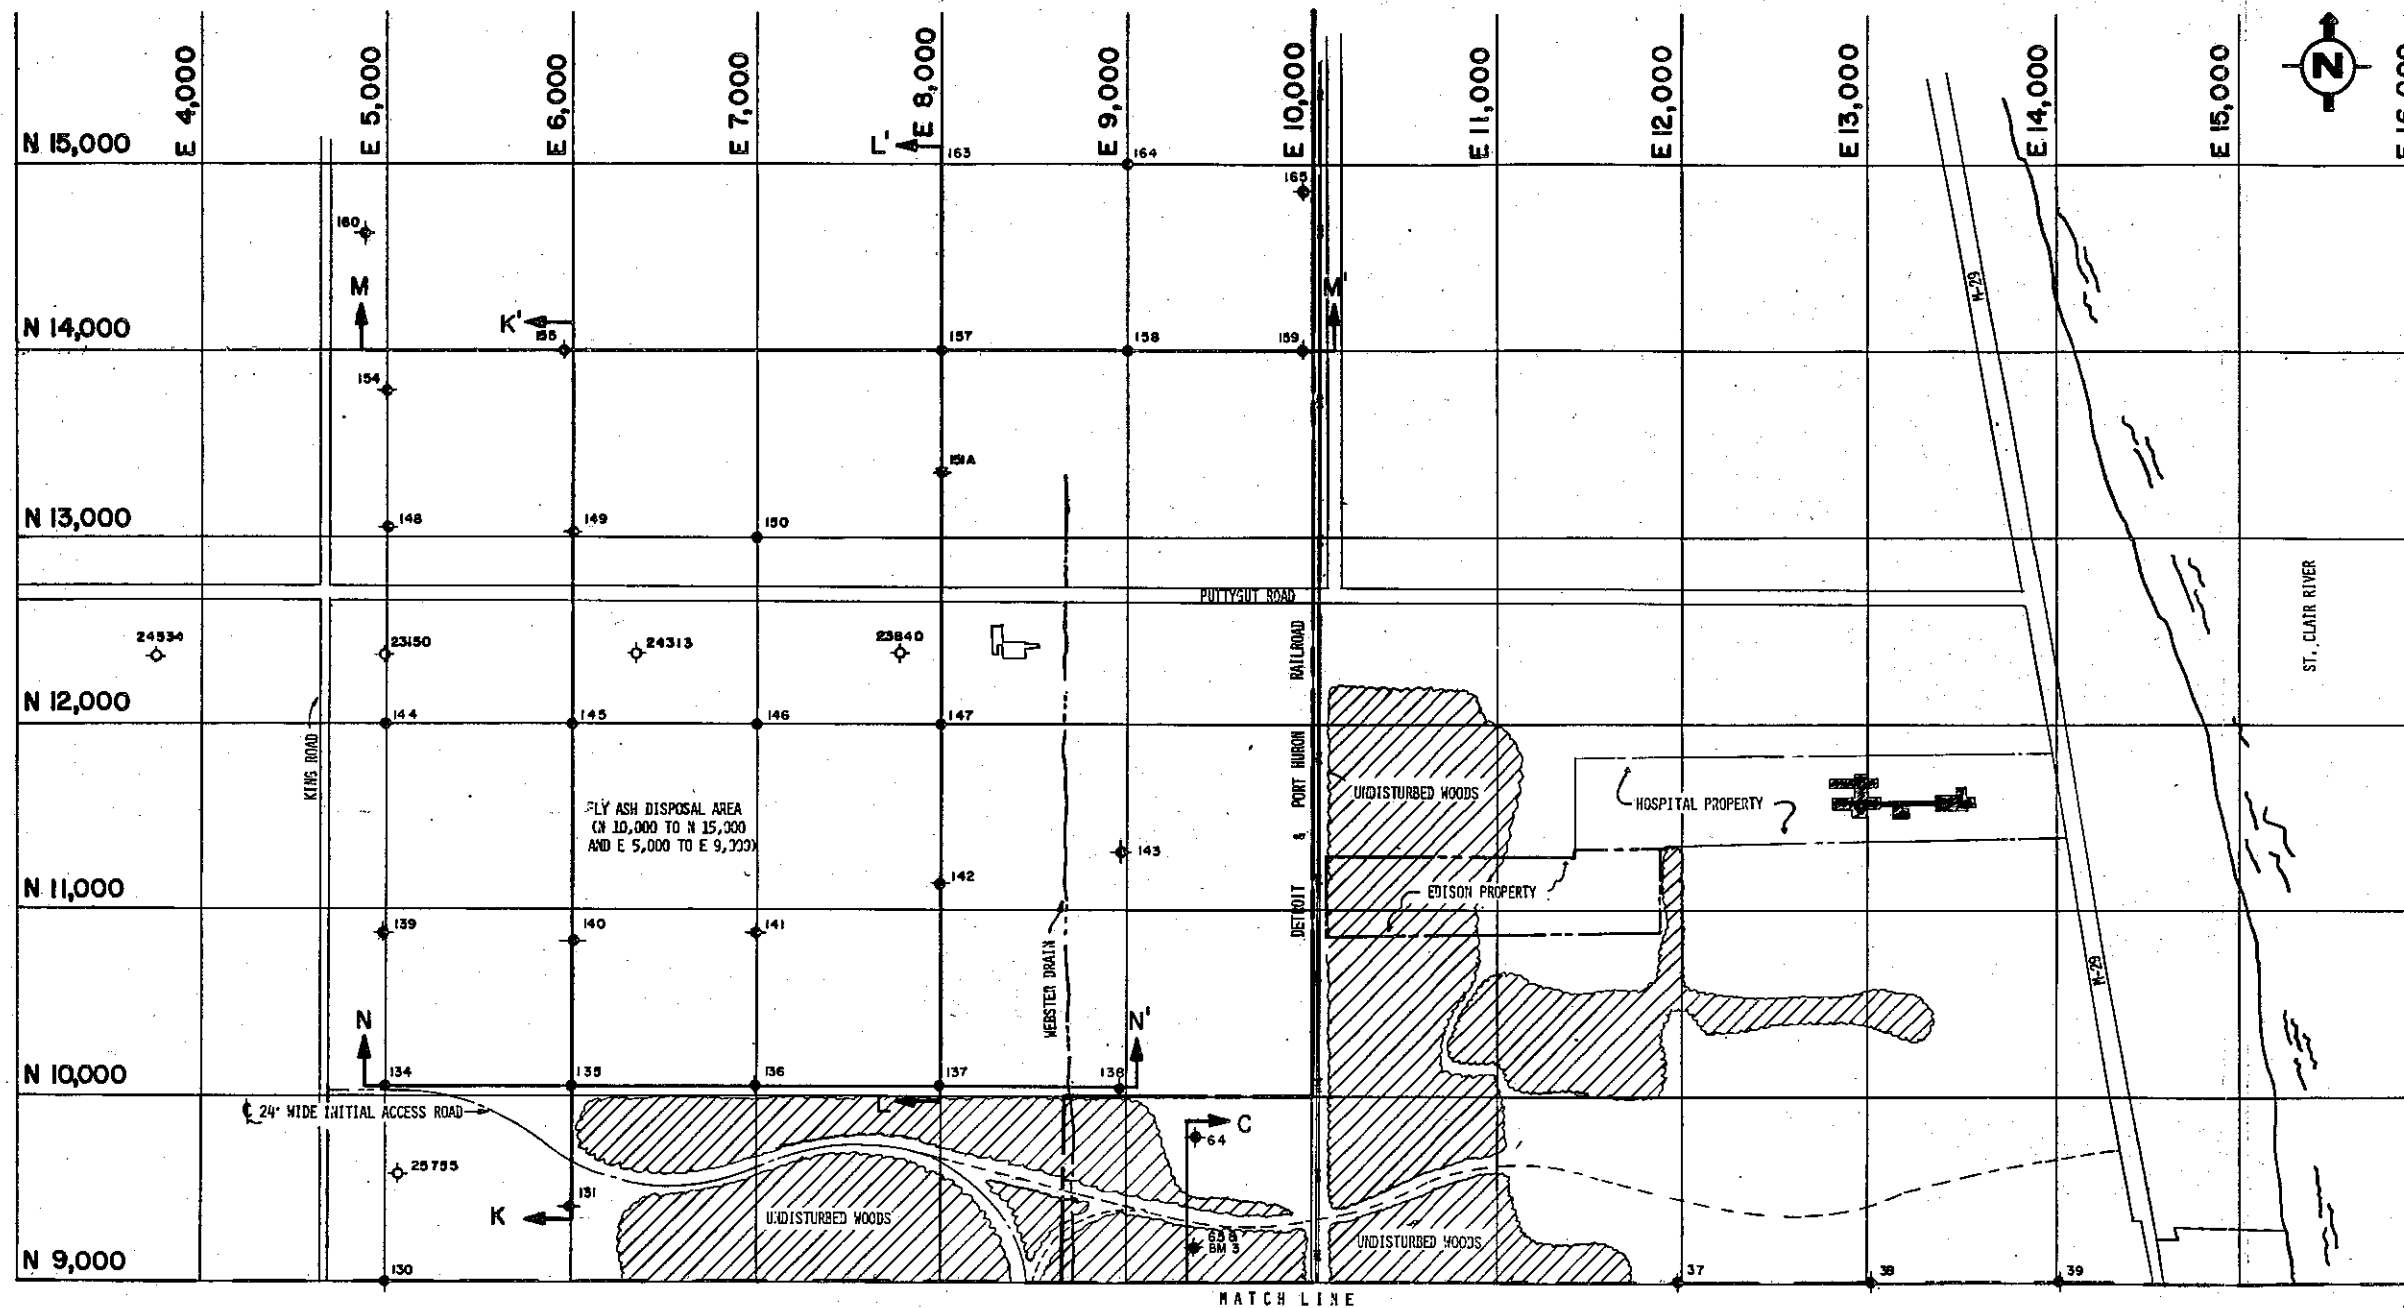 E 4,000
E 5,000
E 6,000
E 7,000
E 8,000
E 9,000
E 10,000
E 11,000
E 12,000
E 13,000
E 14,000
E 15,000
E 16,000
N
N 15,000
L'
163
164
165
160
M
K'
M'
M-29
N 14,000
155
157
158
159
154
151A
N 13,000
148
149
150
PUTTYGUT ROAD
24534
23150
24313
23840
ST. CLAIR RIVER
N 12,000
144
145
146
147
KING ROAD
DETROIT & PORT HURON RAILROAD
UNDISTURBED WOODS
HOSPITAL PROPERTY
FLY ASH DISPOSAL AREA
(N 10,000 TO N 15,000
AND E 5,000 TO E 9,000)
143
142
N 11,000
EDISON PROPERTY
139
140
141
WEBSTER DRAIN
M-29
N
N'
N 10,000
134
135
136
137
138
L
℄ 24' WIDE INITIAL ACCESS ROAD
C
64
25755
131
K
UNDISTURBED WOODS
UNDISTURBED WOODS
BM 3
N 9,000
130
37
38
39
MATCH LINE